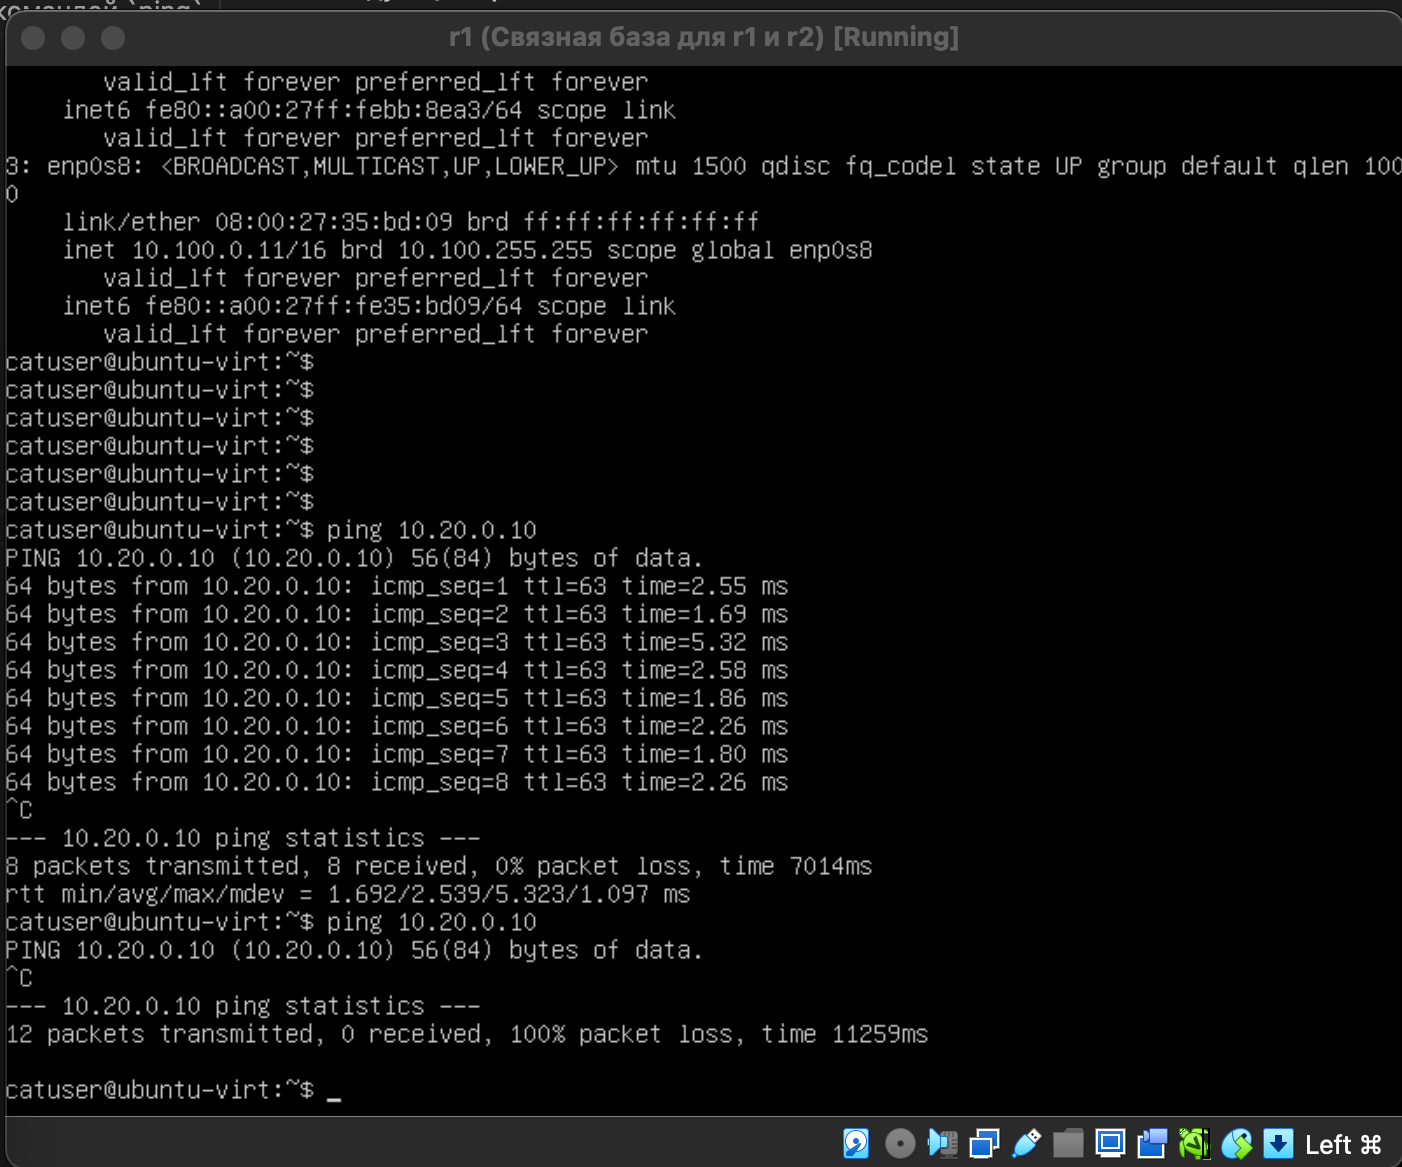 r1 (Связная база для r1 и r2) [Running]
valid_lft forever preferred_lft forever
inet6 fe80::a00:27ff:febb:8ea3/64 scope link
valid_lft forever preferred_lft forever
3: enp0s8: <BROADCAST,MULTICAST,UP,LOWER_UP> mtu 1500 qdisc fq_codel state UP group default qlen 100
0
link/ether 08:00:27:35:bd:09 brd ff:ff:ff:ff:ff:ff
inet 10.100.0.11/16 brd 10.100.255.255 scope global enp0s8
valid_lft forever preferred_lft forever
inet6 fe80::a00:27ff:fe35:bd09/64 scope link
valid_lft forever preferred_lft forever
catuser@ubuntu-virt:~$
catuser@ubuntu-virt:~$
catuser@ubuntu-virt:~$
catuser@ubuntu-virt:~$
catuser@ubuntu-virt:~$
catuser@ubuntu-virt:~$
catuser@ubuntu-virt:~$ ping 10.20.0.10
PING 10.20.0.10 (10.20.0.10) 56(84) bytes of data.
64 bytes from 10.20.0.10: icmp_seq=1 ttl=63 time=2.55 ms
64 bytes from 10.20.0.10: icmp_seq=2 ttl=63 time=1.69 ms
64 bytes from 10.20.0.10: icmp_seq=3 ttl=63 time=5.32 ms
64 bytes from 10.20.0.10: icmp_seq=4 ttl=63 time=2.58 ms
64 bytes from 10.20.0.10: icmp_seq=5 ttl=63 time=1.86 ms
64 bytes from 10.20.0.10: icmp_seq=6 ttl=63 time=2.26 ms
64 bytes from 10.20.0.10: icmp_seq=7 ttl=63 time=1.80 ms
64 bytes from 10.20.0.10: icmp_seq=8 ttl=63 time=2.26 ms
^C
--- 10.20.0.10 ping statistics ---
8 packets transmitted, 8 received, 0% packet loss, time 7014ms
rtt min/avg/max/mdev = 1.692/2.539/5.323/1.097 ms
catuser@ubuntu-virt:~$ ping 10.20.0.10
PING 10.20.0.10 (10.20.0.10) 56(84) bytes of data.
^C
--- 10.20.0.10 ping statistics ---
12 packets transmitted, 0 received, 100% packet loss, time 11259ms
catuser@ubuntu-virt:~$ _
Left ⌘